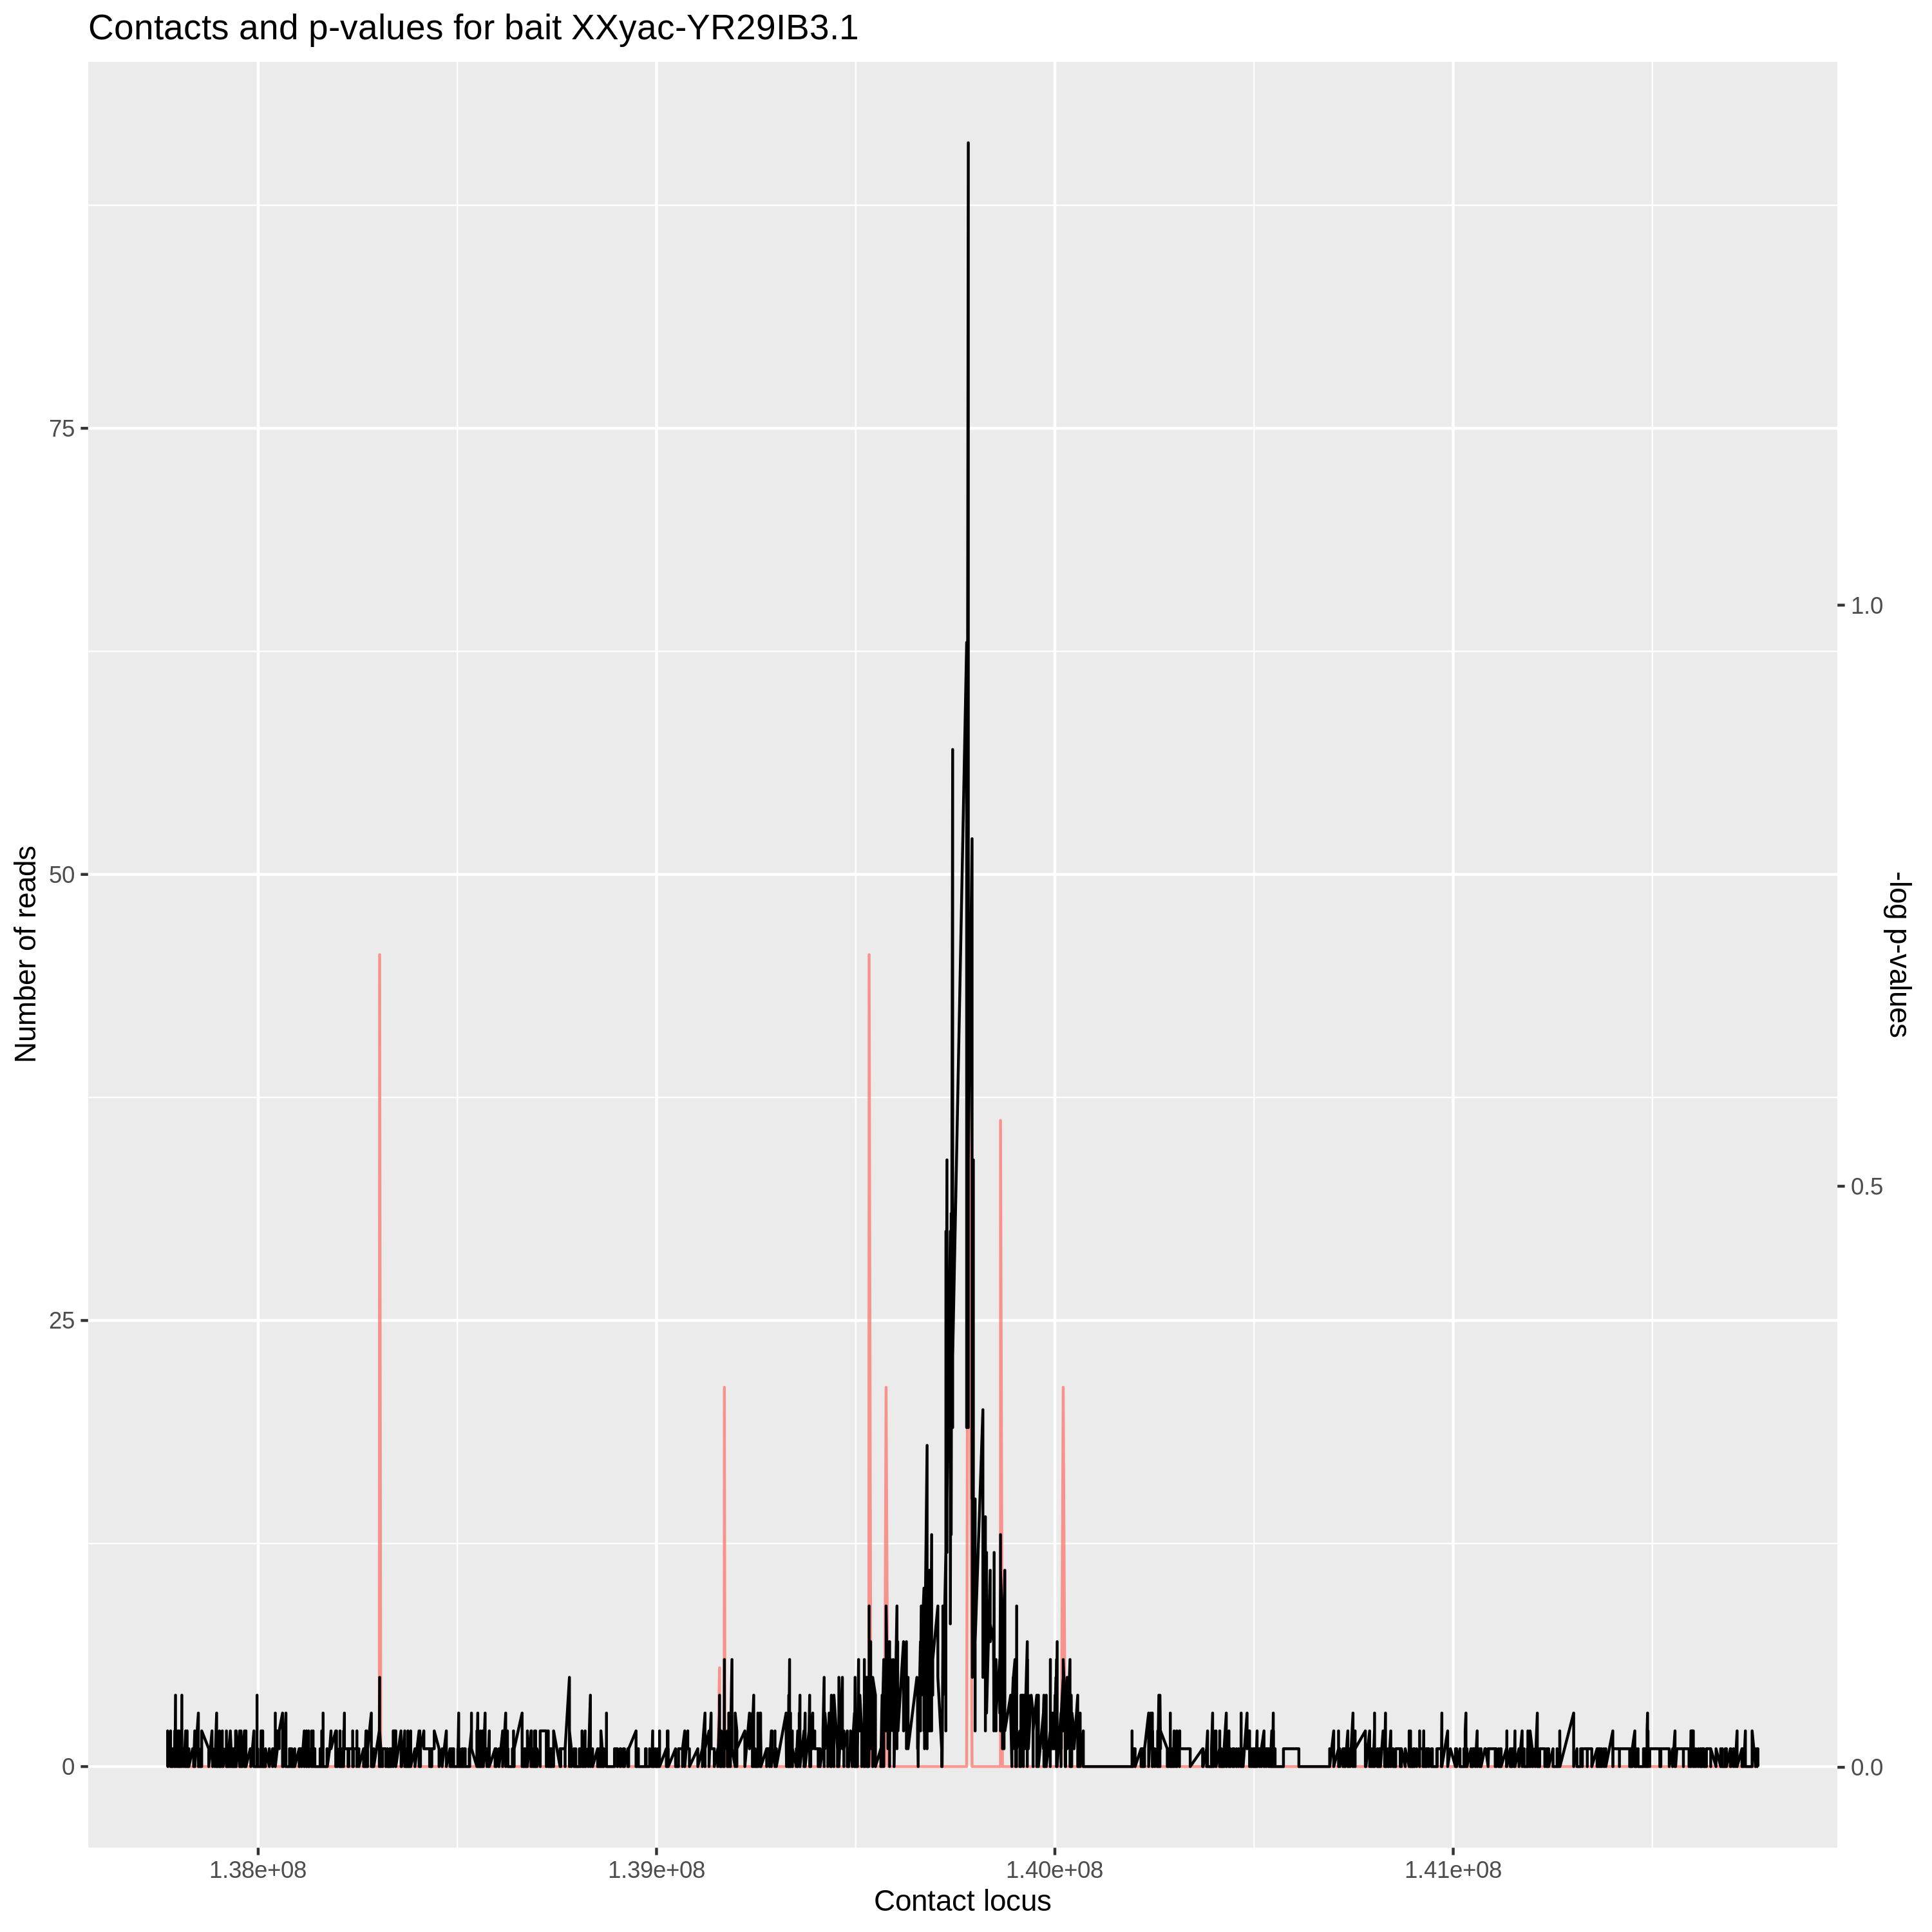 Contacts and p-values for bait XXyac-YR29IB3.1
75
50
25
0
Number of reads
1.0
0.5
0.0
-log p-values
1.38e+08
1.39e+08
1.40e+08
1.41e+08
Contact locus